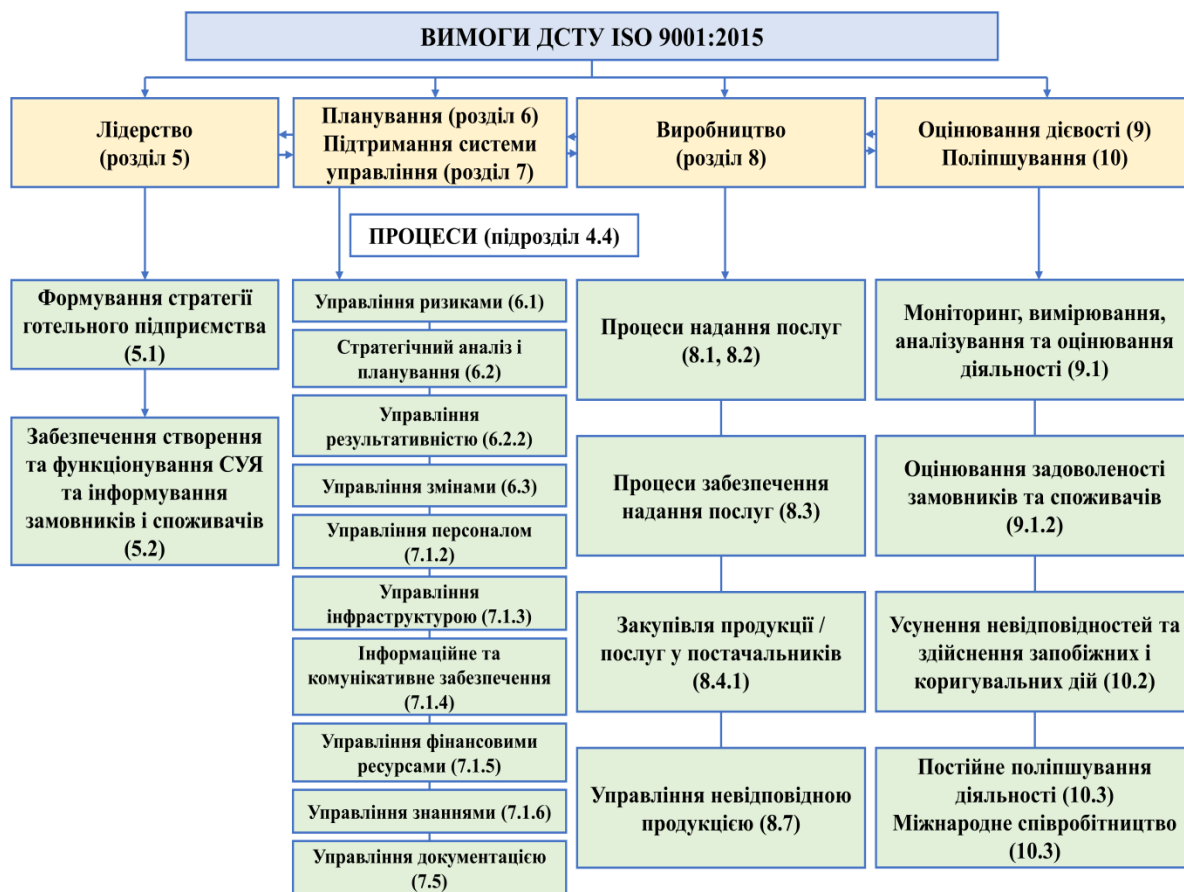 ВИМОГИ ДСТУ ISO 9001:2015
Лідерство
(розділ 5)
Планування (розділ 6)
Підтримання системи
управління (розділ 7)
Виробництво
(розділ 8)
Оцінювання дієвості (9)
Поліпшування (10)
ПРОЦЕСИ (підрозділ 4.4)
Формування стратегії
готельного підприємства
(5.1)
Забезпечення створення
та функціонування СУЯ
та інформування
замовників і споживачів
(5.2)
Управління ризиками (6.1)
Стратегічний аналіз і
планування (6.2)
Управління
результативністю (6.2.2)
Управління змінами (6.3)
Управління персоналом
(7.1.2)
Управління
інфраструктурою (7.1.3)
Інформаційне та
комунікативне забезпечення
(7.1.4)
Управління фінансовими
ресурсами (7.1.5)
Управління знаннями (7.1.6)
Управління документацією
(7.5)
Процеси надання послуг
(8.1, 8.2)
Процеси забезпечення
надання послуг (8.3)
Закупівля продукції /
послуг у постачальників
(8.4.1)
Управління невідповідною
продукцією (8.7)
Моніторинг, вимірювання,
аналізування та оцінювання
діяльності (9.1)
Оцінювання задоволеності
замовників та споживачів
(9.1.2)
Усунення невідповідностей та
здійснення запобіжних і
коригувальних дій (10.2)
Постійне поліпшування
діяльності (10.3)
Міжнародне співробітництво
(10.3)